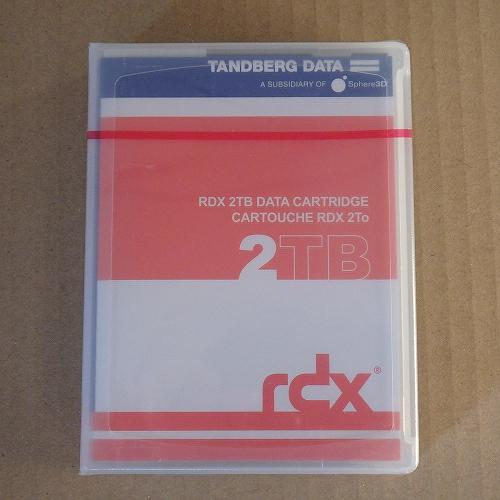 TANDBERG DATA
A SUBSIDIARY OF Sphere3D
RDX 2TB DATA CARTRIDGE
CARTOUCHE RDX 2To
2TB
rdx®